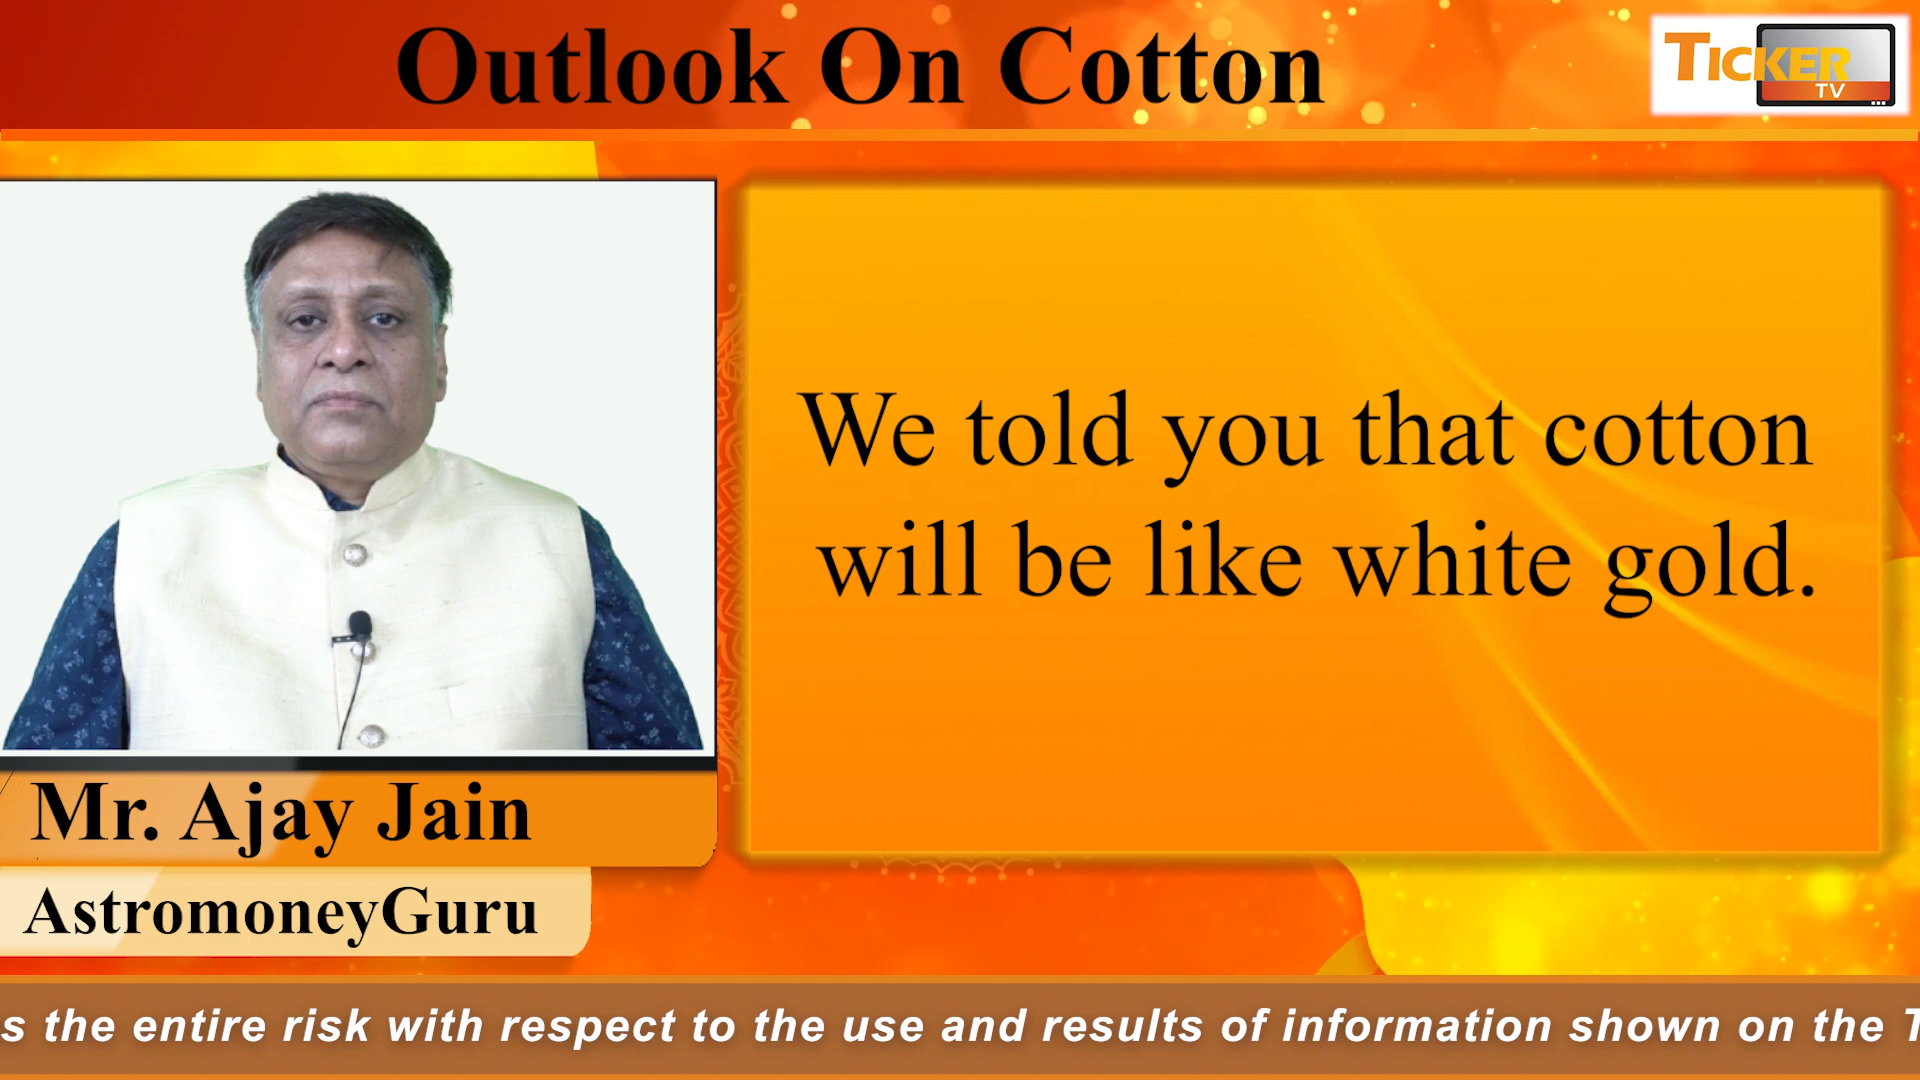 Outlook On Cotton
TICKER
TV
We told you that cotton
will be like white gold.
Mr. Ajay Jain
AstromoneyGuru
s the entire risk with respect to the use and results of information shown on the T